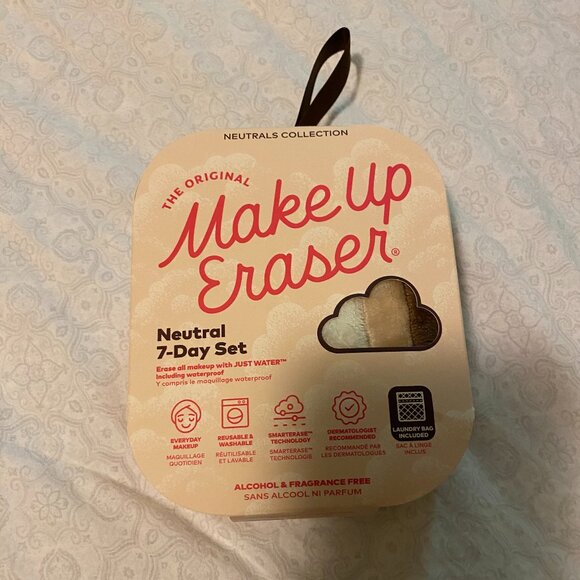 NEUTRALS COLLECTION
THE ORIGINAL
Make Up
Eraser®
Neutral
7-Day Set
Erase all makeup with JUST WATER™
Including waterproof
Y compris le maquillage waterproof
EVERYDAY
MAKEUP
MAQUILLAGE
QUOTIDIEN
REUSABLE &
WASHABLE
RÉUTILISABLE
ET LAVABLE
SMARTERASE™
TECHNOLOGY
SMARTERASE™
TECHNOLOGIE
DERMATOLOGIST
RECOMMENDED
RECOMMANDÉ PAR
LES DERMATOLOGUES
LAUNDRY BAG
INCLUDED
SAC À LINGE
INCLUS
ALCOHOL & FRAGRANCE FREE
SANS ALCOOL NI PARFUM